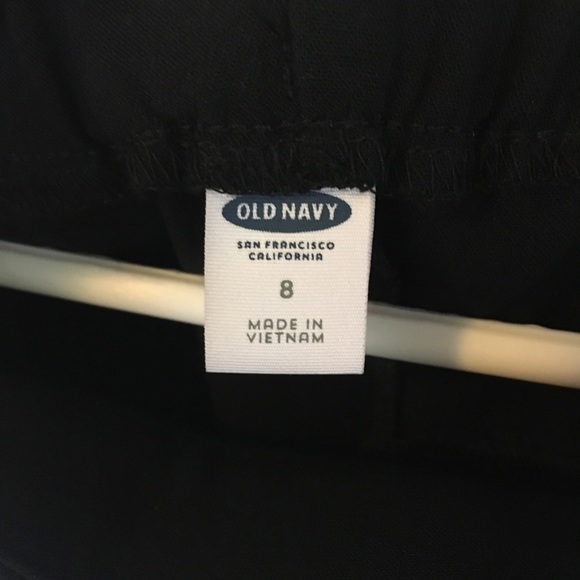 OLD NAVY
SAN FRANCISCO
CALIFORNIA
8
MADE IN
VIETNAM